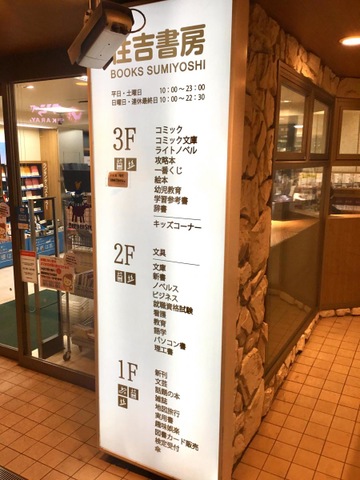 住吉書房
BOOKS SUMIYOSHI
平日・土曜日 10：00～23：00
日曜日・連休最終日 10：00～22：30
3F
コミック
コミック文庫
ライトノベル
攻略本
一番くじ
絵本
幼児教育
学習参考書
辞書
キッズコーナー
2F
文具
文庫
新書
ノベルス
ビジネス
就職資格試験
看護
教育
語学
パソコン書
理工書
1F
新刊
文芸
話題の本
雑誌
地図旅行
実用書
趣味娯楽
図書カード販売
検定受付
傘